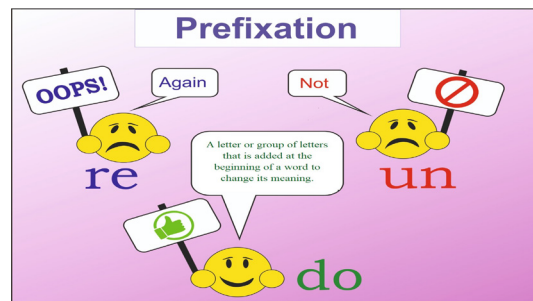 Prefixation
OOPS!
Again
Not
re
un
A letter or group of letters
that is added at the
beginning of a word to
change its meaning.
do